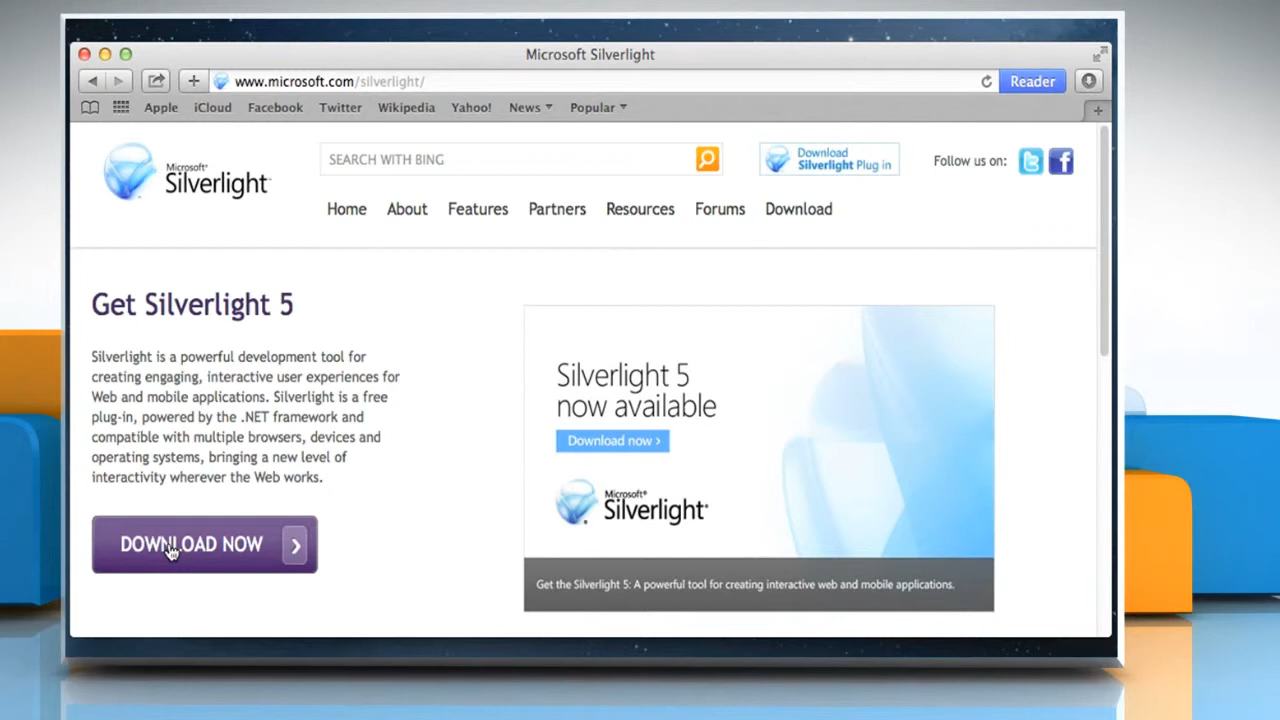 Microsoft Silverlight
www.microsoft.com/silverlight/
Reader
Apple iCloud Facebook Twitter Wikipedia Yahoo! News Popular
Microsoft®
Silverlight™
SEARCH WITH BING
Download
Silverlight Plug in
Follow us on:
Home About Features Partners Resources Forums Download
Get Silverlight 5
Silverlight is a powerful development tool for
creating engaging, interactive user experiences for
Web and mobile applications. Silverlight is a free
plug-in, powered by the .NET framework and
compatible with multiple browsers, devices and
operating systems, bringing a new level of
interactivity wherever the Web works.
DOWNLOAD NOW
Silverlight 5
now available
Download now ›
Microsoft®
Silverlight®
Get the Silverlight 5: A powerful tool for creating interactive web and mobile applications.